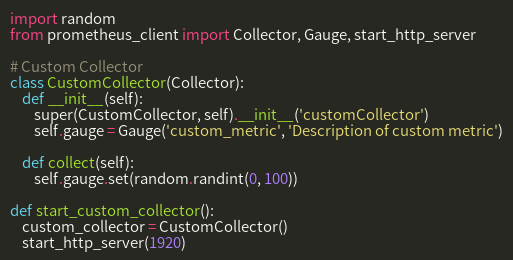 import random
from prometheus_client import Collector, Gauge, start_http_server

# Custom Collector
class CustomCollector(Collector):
    def __init__(self):
        super(CustomCollector, self).__init__('customCollector')
        self.gauge = Gauge('custom_metric', 'Description of custom metric')

    def collect(self):
        self.gauge.set(random.randint(0, 100))

def start_custom_collector():
    custom_collector = CustomCollector()
    start_http_server(1920)